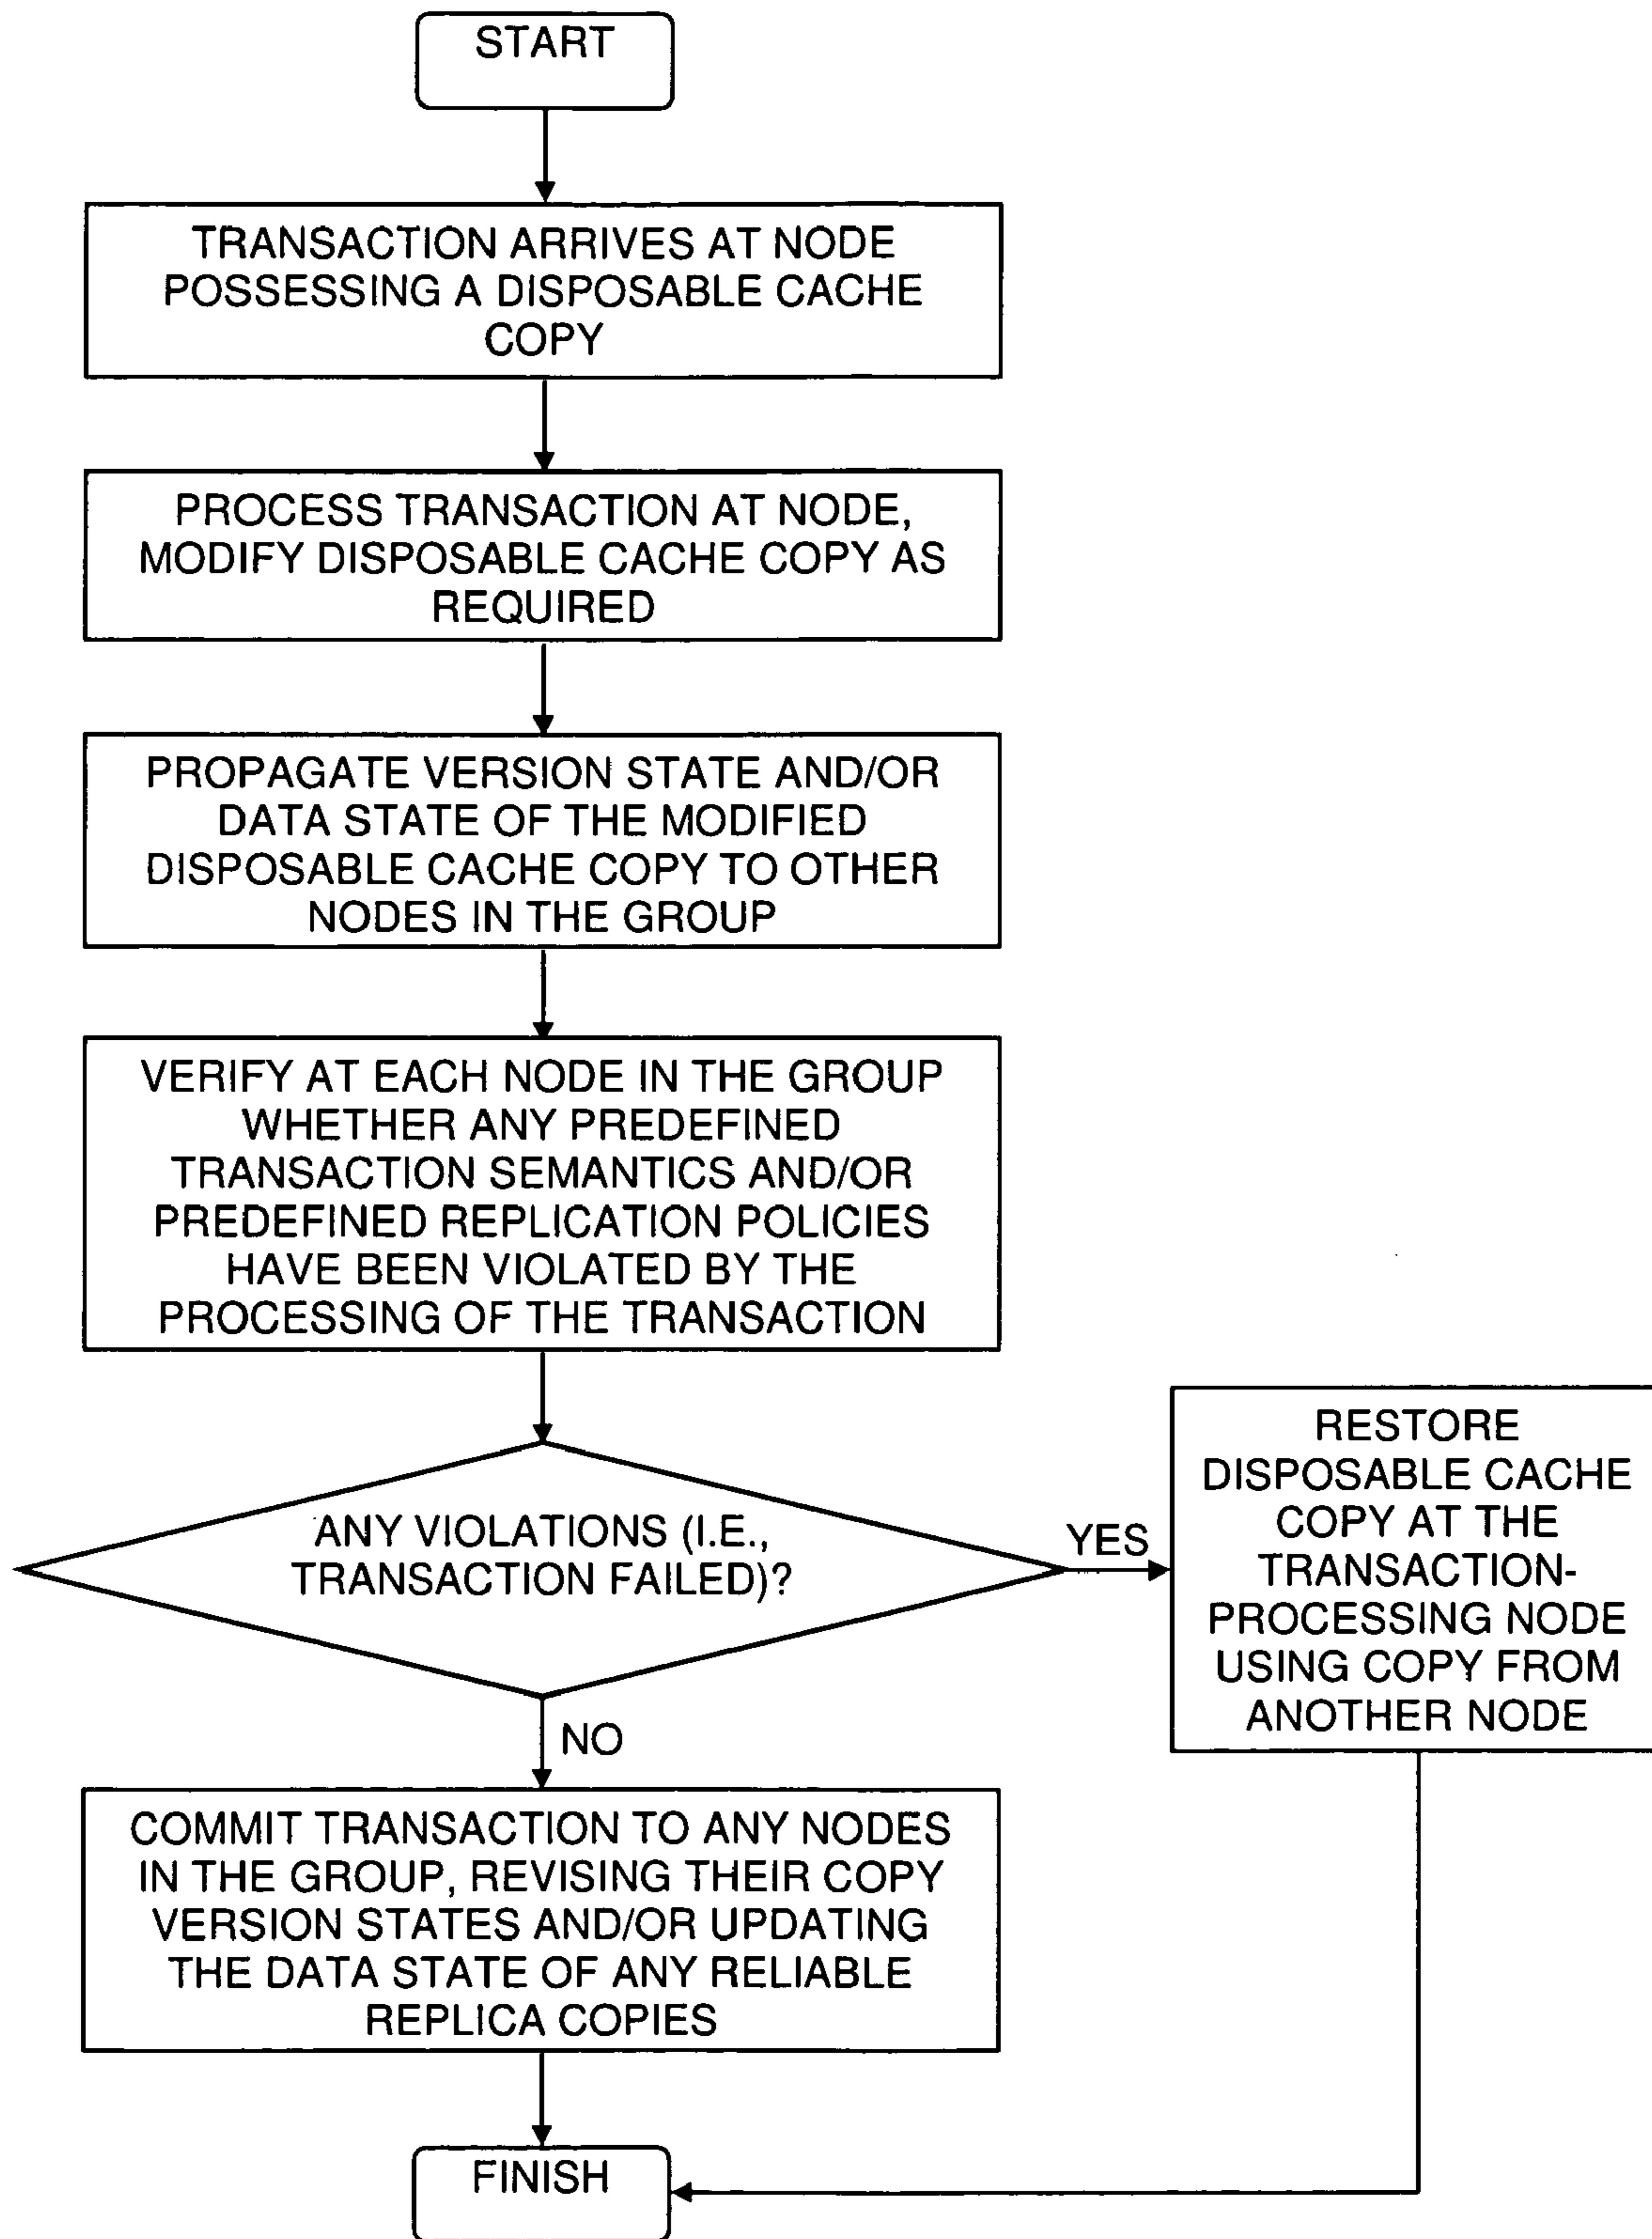 START
TRANSACTION ARRIVES AT NODE
POSSESSING A DISPOSABLE CACHE
COPY
PROCESS TRANSACTION AT NODE,
MODIFY DISPOSABLE CACHE COPY AS
REQUIRED
PROPAGATE VERSION STATE AND/OR
DATA STATE OF THE MODIFIED
DISPOSABLE CACHE COPY TO OTHER
NODES IN THE GROUP
VERIFY AT EACH NODE IN THE GROUP
WHETHER ANY PREDEFINED
TRANSACTION SEMANTICS AND/OR
PREDEFINED REPLICATION POLICIES
HAVE BEEN VIOLATED BY THE
PROCESSING OF THE TRANSACTION
ANY VIOLATIONS (I.E.,
TRANSACTION FAILED)?
YES
RESTORE
DISPOSABLE CACHE
COPY AT THE
TRANSACTION-
PROCESSING NODE
USING COPY FROM
ANOTHER NODE
NO
COMMIT TRANSACTION TO ANY NODES
IN THE GROUP, REVISING THEIR COPY
VERSION STATES AND/OR UPDATING
THE DATA STATE OF ANY RELIABLE
REPLICA COPIES
FINISH